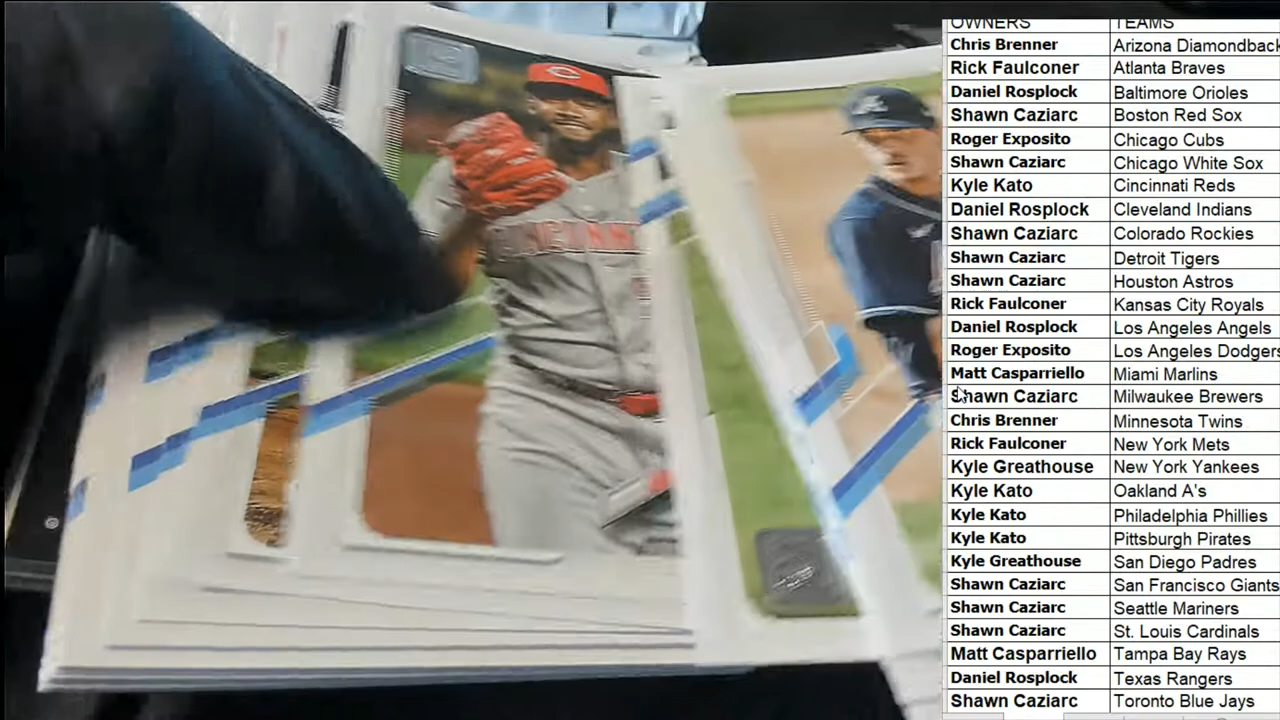 OWNERS TEAMS
Chris Brenner Arizona Diamondback
Rick Faulconer Atlanta Braves
Daniel Rosplock Baltimore Orioles
Shawn Caziarc Boston Red Sox
Roger Exposito Chicago Cubs
Shawn Caziarc Chicago White Sox
Kyle Kato Cincinnati Reds
Daniel Rosplock Cleveland Indians
Shawn Caziarc Colorado Rockies
Shawn Caziarc Detroit Tigers
Shawn Caziarc Houston Astros
Rick Faulconer Kansas City Royals
Daniel Rosplock Los Angeles Angels
Roger Exposito Los Angeles Dodgers
Matt Casparriello Miami Marlins
Shawn Caziarc Milwaukee Brewers
Chris Brenner Minnesota Twins
Rick Faulconer New York Mets
Kyle Greathouse New York Yankees
Kyle Kato Oakland A's
Kyle Kato Philadelphia Phillies
Kyle Kato Pittsburgh Pirates
Kyle Greathouse San Diego Padres
Shawn Caziarc San Francisco Giants
Shawn Caziarc Seattle Mariners
Shawn Caziarc St. Louis Cardinals
Matt Casparriello Tampa Bay Rays
Daniel Rosplock Texas Rangers
Shawn Caziarc Toronto Blue Jays